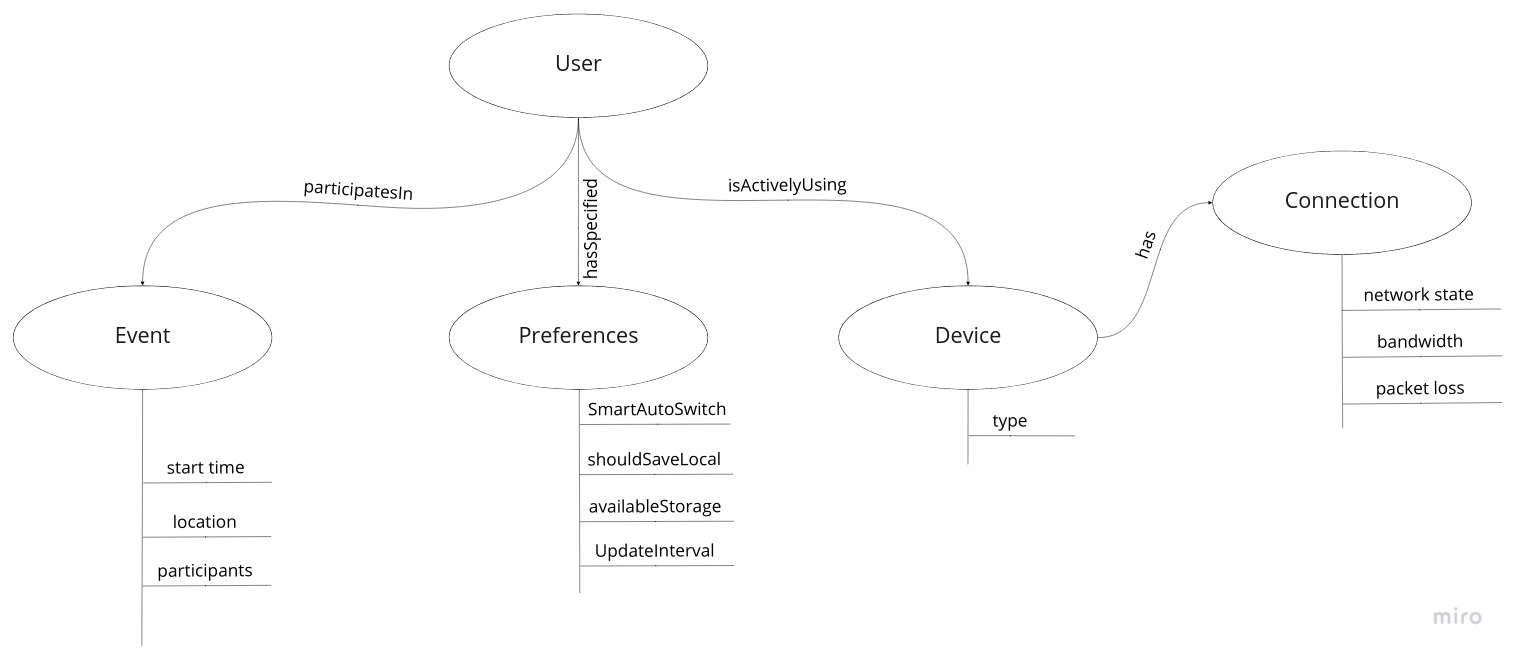 User
participatesIn
hasSpecified
isActivelyUsing
has
Connection
network state
bandwidth
packet loss
Event
start time
location
participants
Preferences
SmartAutoSwitch
shouldSaveLocal
availableStorage
UpdateInterval
Device
type
miro